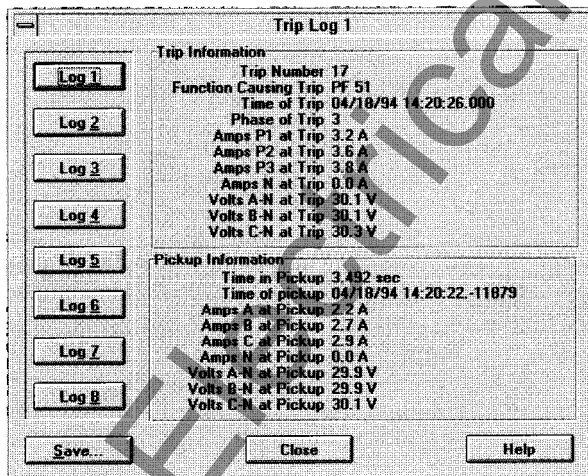 Trip Log 1
Log 1
Log 2
Log 3
Log 4
Log 5
Log 6
Log 7
Log 8
Trip Information
Trip Number 17
Function Causing Trip PF 51
Time of Trip 04/18/94 14:20:26.000
Phase of Trip 3
Amps P1 at Trip 3.2 A
Amps P2 at Trip 3.6 A
Amps P3 at Trip 3.8 A
Amps N at Trip 0.0 A
Volts A-N at Trip 30.1 V
Volts B-N at Trip 30.1 V
Volts C-N at Trip 30.3 V
Pickup Information
Time in Pickup 3.492 sec
Time of pickup 04/18/94 14:20:22.-11879
Amps A at Pickup 2.2 A
Amps B at Pickup 2.7 A
Amps C at Pickup 2.9 A
Amps N at Pickup 0.0 A
Volts A-N at Pickup 29.9 V
Volts B-N at Pickup 29.9 V
Volts C-N at Pickup 30.1 V
Save...
Close
Help
Electrical